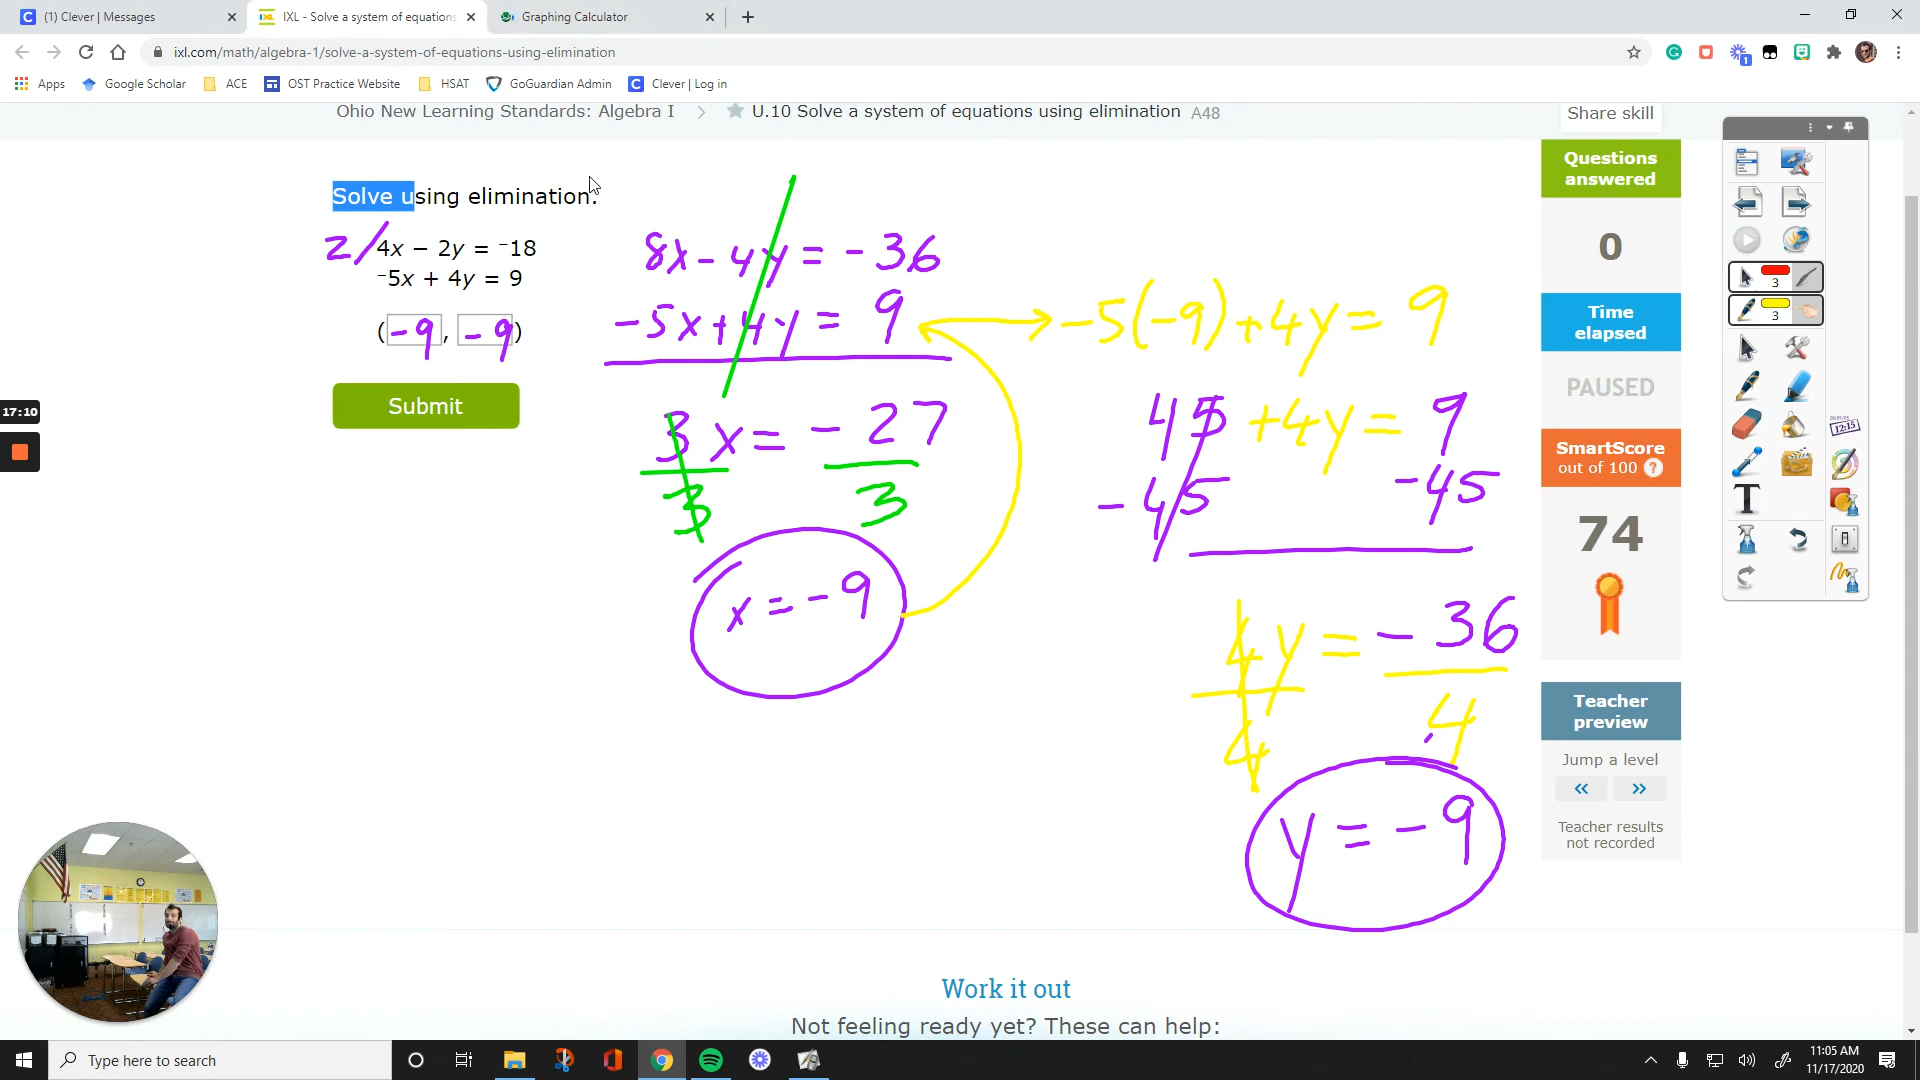 (1) Clever | Messages
IXL - Solve a system of equations
Graphing Calculator
ixl.com/math/algebra-1/solve-a-system-of-equations-using-elimination
Apps Google Scholar ACE OST Practice Website HSAT GoGuardian Admin Clever | Log in
Ohio New Learning Standards: Algebra I > U.10 Solve a system of equations using elimination A48
Share skill
Solve using elimination.
2/ 4x − 2y = ⁻18
⁻5x + 4y = 9
(-9, -9)
Submit
8x - 4y = -36
-5x + 4y = 9
3x = -27
3 3
x = -9
-5(-9) + 4y = 9
45 + 4y = 9
-45 -45
4y = -36
4 4
y = -9
Questions
answered
0
Time
elapsed
PAUSED
SmartScore
out of 100 ?
74
Teacher
preview
Jump a level
« »
Teacher results
not recorded
3
3
12:15
T
1
17:10
Work it out
Not feeling ready yet? These can help:
Type here to search
11:05 AM
11/17/2020